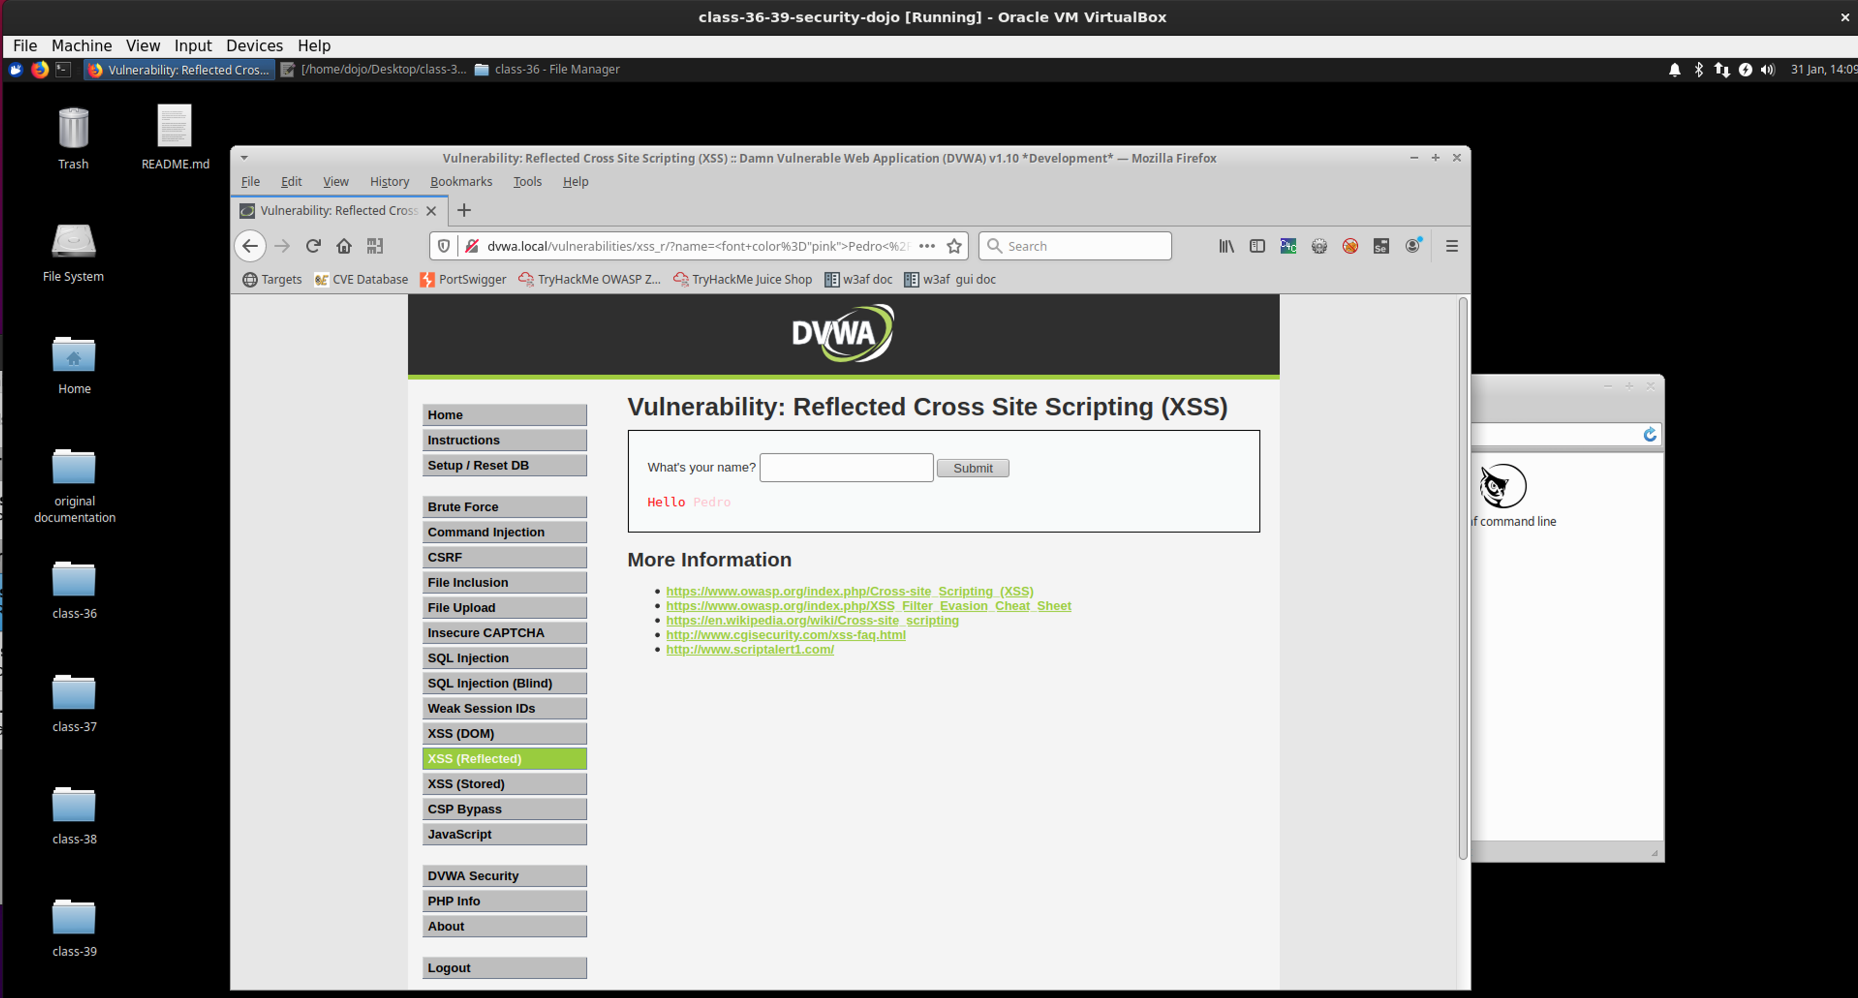 class-36-39-security-dojo [Running] - Oracle VM VirtualBox
File Machine View Input Devices Help
Vulnerability: Reflected Cros... [/home/dojo/Desktop/class-3... class-36 - File Manager 31 Jan, 14:09
Trash
README.md
File System
Home
original
documentation
class-36
class-37
class-38
class-39
Vulnerability: Reflected Cross Site Scripting (XSS) :: Damn Vulnerable Web Application (DVWA) v1.10 *Development* — Mozilla Firefox
File Edit View History Bookmarks Tools Help
Vulnerability: Reflected Cross
dvwa.local/vulnerabilities/xss_r/?name=<font+color%3D"pink">Pedro<%2 Search
Targets CVE Database PortSwigger TryHackMe OWASP Z... TryHackMe Juice Shop w3af doc w3af gui doc
DVWA
Home
Instructions
Setup / Reset DB
Brute Force
Command Injection
CSRF
File Inclusion
File Upload
Insecure CAPTCHA
SQL Injection
SQL Injection (Blind)
Weak Session IDs
XSS (DOM)
XSS (Reflected)
XSS (Stored)
CSP Bypass
JavaScript
DVWA Security
PHP Info
About
Logout
Vulnerability: Reflected Cross Site Scripting (XSS)
What's your name? Submit
Hello Pedro
More Information
https://www.owasp.org/index.php/Cross-site_Scripting_(XSS)
https://www.owasp.org/index.php/XSS_Filter_Evasion_Cheat_Sheet
https://en.wikipedia.org/wiki/Cross-site_scripting
http://www.cgisecurity.com/xss-faq.html
http://www.scriptalert1.com/
command line